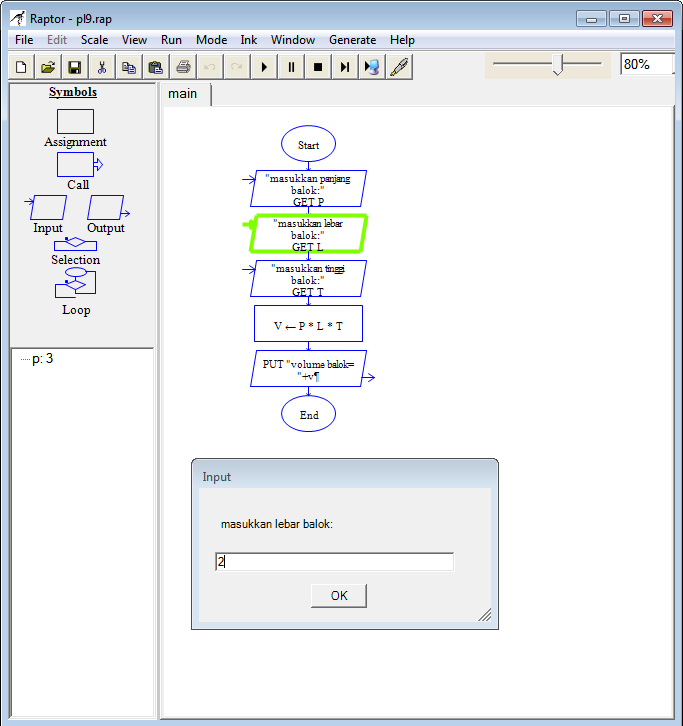 Raptor - pl9.rap
File Edit Scale View Run Mode Ink Window Generate Help
80%
Symbols
Assignment
Call
Input Output
Selection
Loop
p: 3
main
Start
"masukkan panjang
balok:"
GET P
"masukkan lebar
balok:"
GET L
"masukkan tinggi
balok:"
GET T
V ← P * L * T
PUT "volume balok=
"+v¶
End
Input
masukkan lebar balok:
2
OK